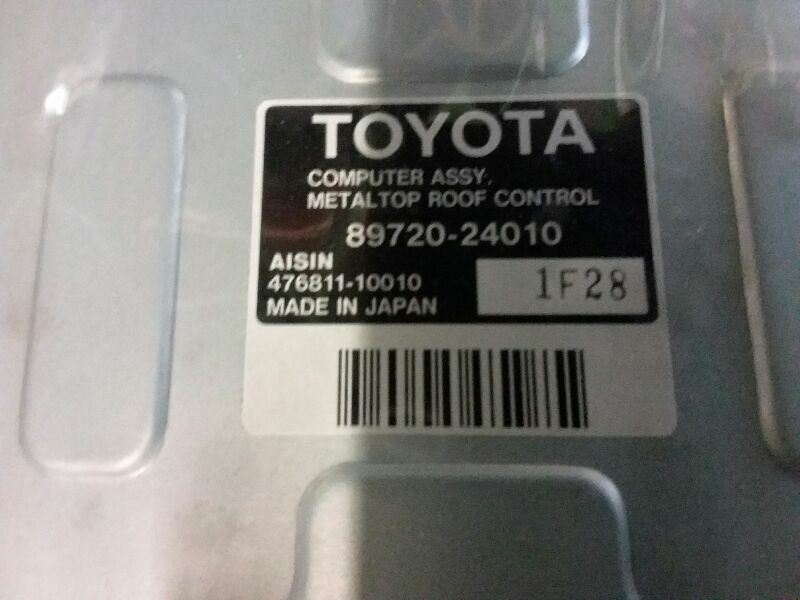 TOYOTA
COMPUTER ASSY.
METALTOP ROOF CONTROL
89720-24010
AISIN
476811-10010
MADE IN JAPAN
1F28